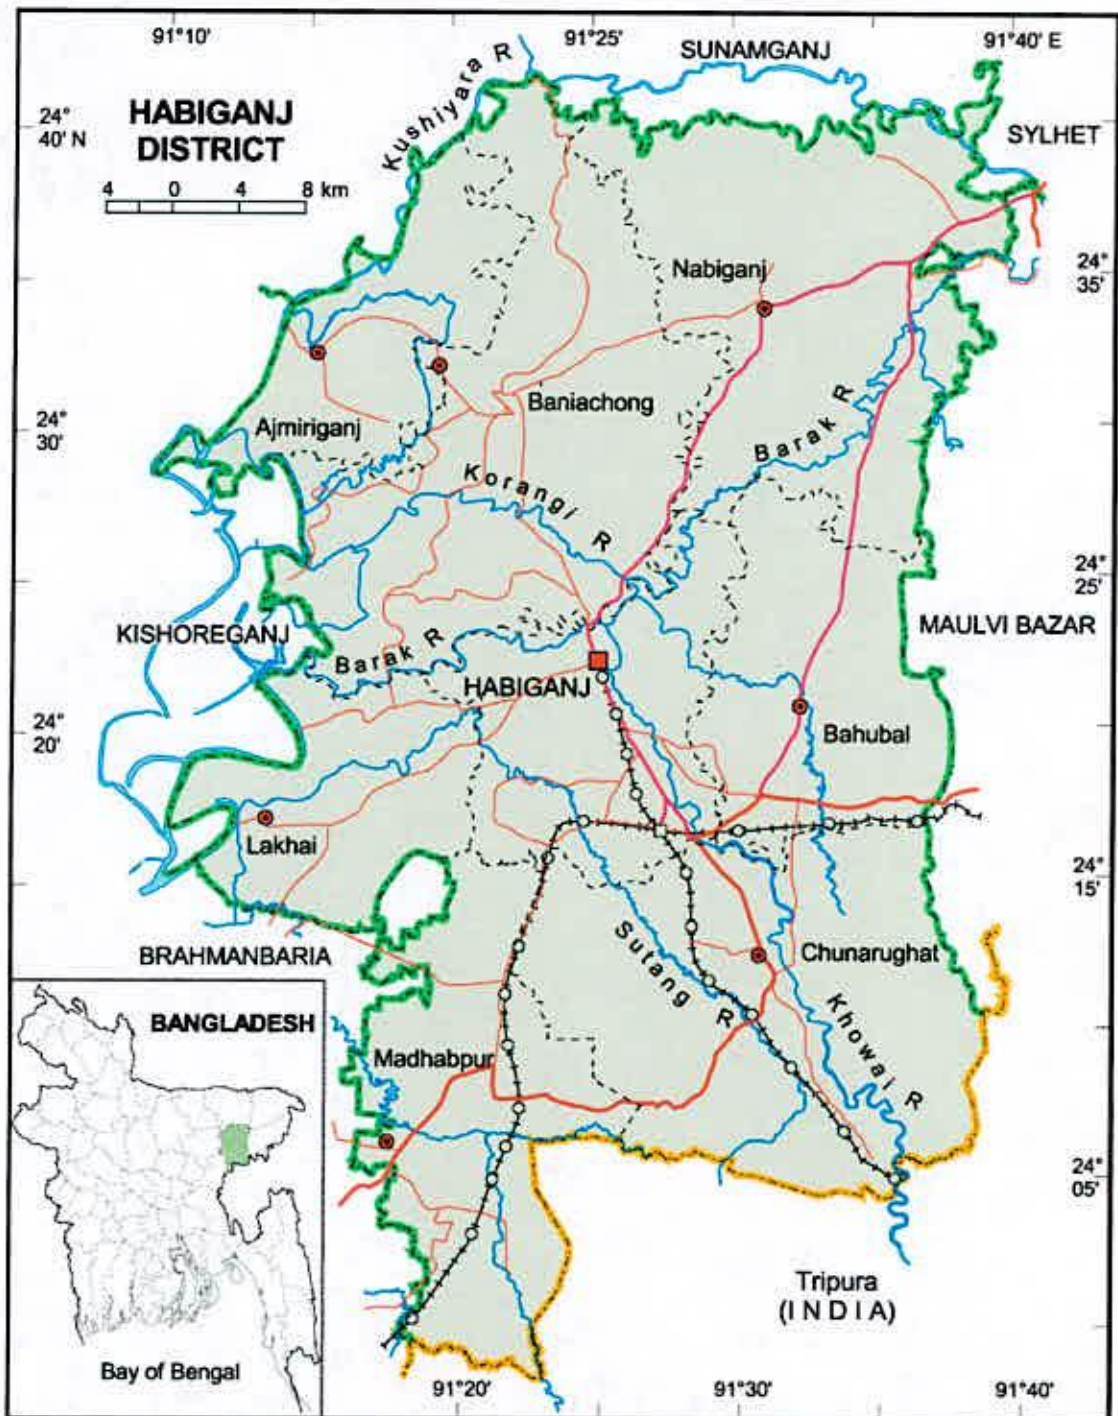 91°10'
91°25'
91°40' E
SUNAMGANJ
Kushiyara R
24°
40' N
HABIGANJ
DISTRICT
SYLHET
4 0 4 8 km
Nabiganj
24°
35'
Baniachong
Ajmiriganj
24°
30'
Barak R
Korangi R
24°
25'
KISHOREGANJ
MAULVI BAZAR
Barak R
HABIGANJ
24°
20'
Bahubal
Lakhai
24°
15'
BRAHMANBARIA
Sutang R
Chunarughat
Khowai R
BANGLADESH
Madhabpur
24°
05'
Tripura
(INDIA)
Bay of Bengal
91°20'
91°30'
91°40'